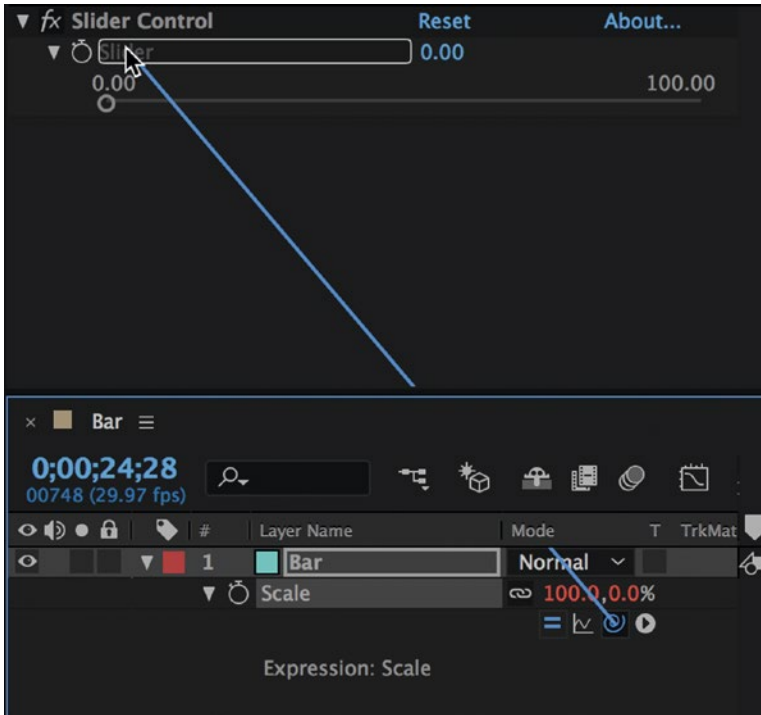 fx Slider Control Reset About...
Slider 0.00
0.00 100.00
Bar
0;00;24;28
00748 (29.97 fps)
# Layer Name Mode T TrkMat
1 Bar Normal
Scale 100.0,0.0%
Expression: Scale